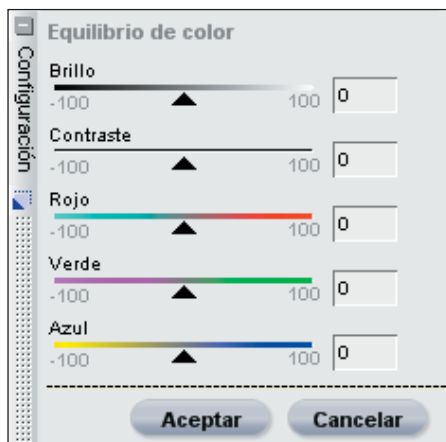 Configuración
Equilibrio de color
Brillo
-100 100 0
Contraste
-100 100 0
Rojo
-100 100 0
Verde
-100 100 0
Azul
-100 100 0
Aceptar Cancelar